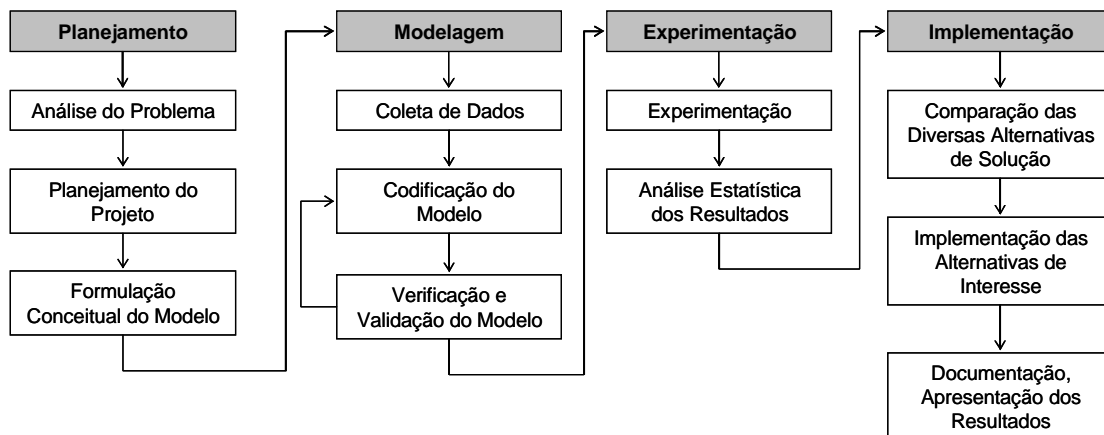 Planejamento
Análise do Problema
Planejamento do
Projeto
Formulação
Conceitual do Modelo
Modelagem
Coleta de Dados
Codificação do
Modelo
Verificação e
Validação do Modelo
Experimentação
Experimentação
Análise Estatística
dos Resultados
Implementação
Comparação das
Diversas Alternativas
de Solução
Implementação das
Alternativas de
Interesse
Documentação,
Apresentação dos
Resultados